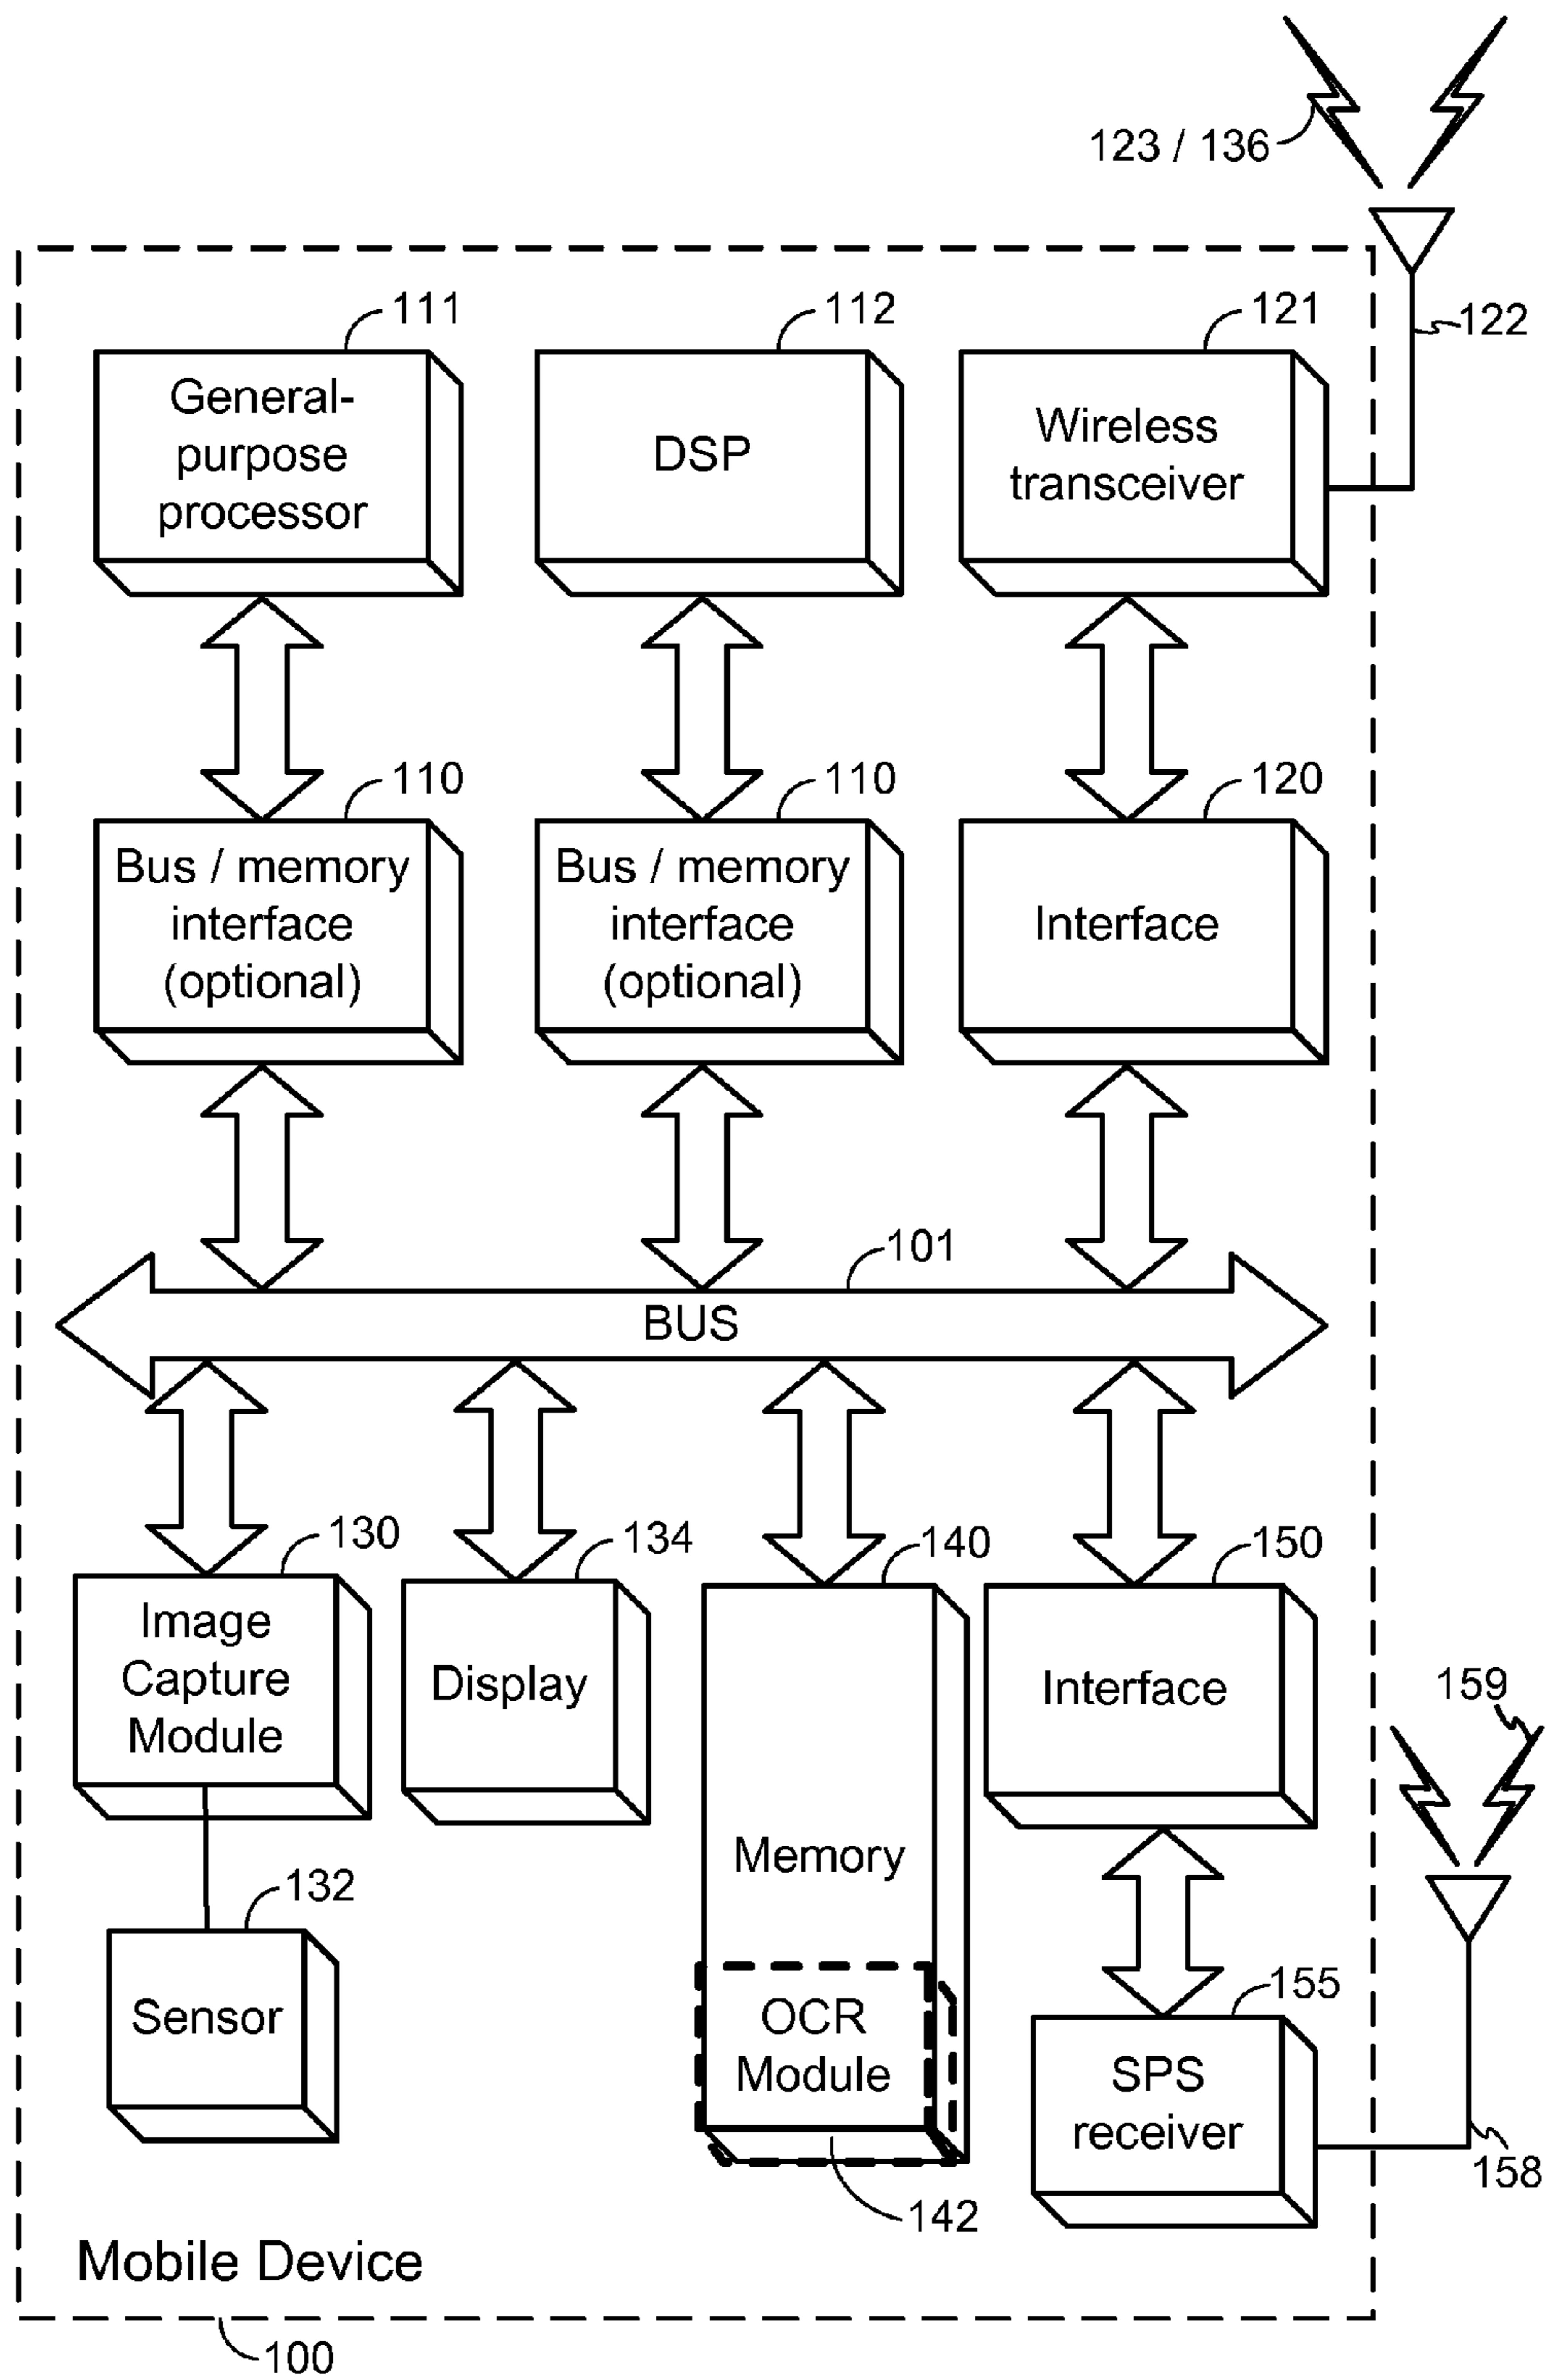 123 / 136
122
111
112
121
General-
purpose
processor
DSP
Wireless
transceiver
110
110
120
Bus / memory
interface
(optional)
Bus / memory
interface
(optional)
Interface
101
BUS
130
134
140
150
Image
Capture
Module
Display
Memory
Interface
159
132
Sensor
OCR
Module
155
SPS
receiver
158
142
Mobile Device
100